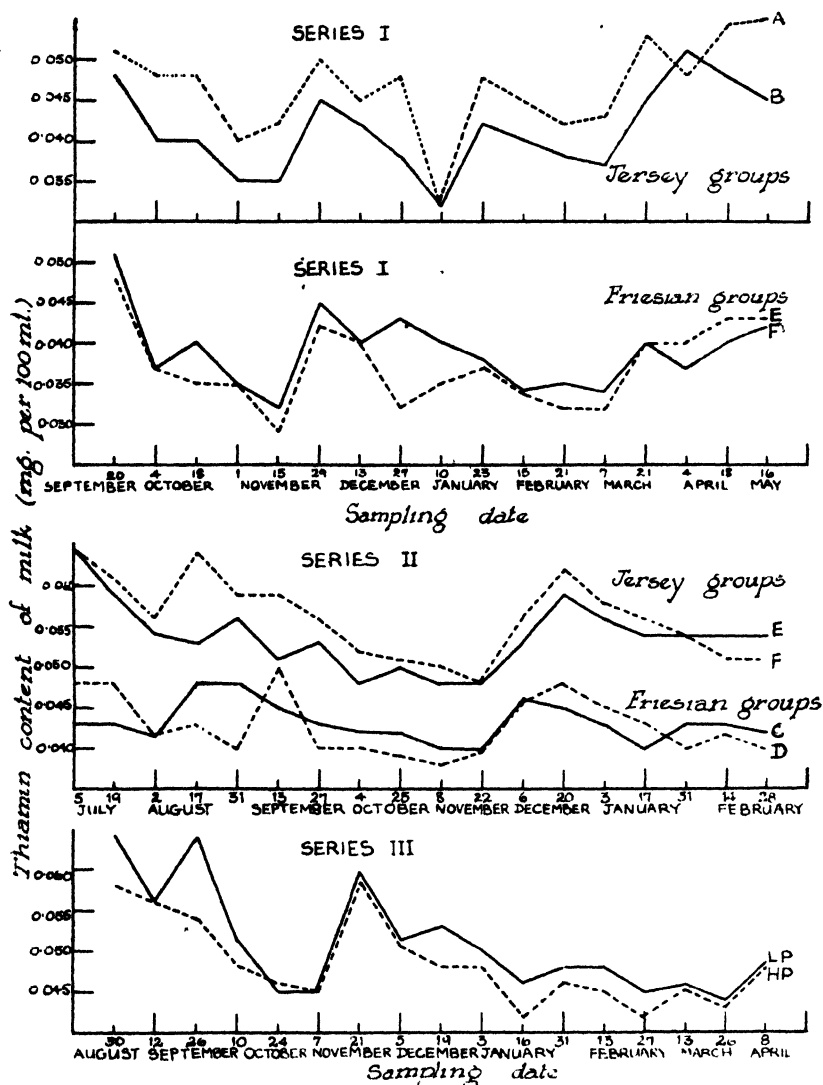 SERIES I
A
0.050
0.045
B
0.040
0.035
Jersey groups
SERIES I
0.050
Friesian groups
0.045
E
F
0.040
0.035
0.030
20 4 18 1 15 29 13 27 10 23 15 21 7 21 4 18 16
SEPTEMBER OCTOBER NOVEMBER DECEMBER JANUARY FEBRUARY MARCH APRIL MAY
Sampling date
Thiamin content of milk (mg. per 100 ml.)
SERIES II
Jersey groups
0.055
E
0.050
F
0.045
Friesian groups
C
0.040
D
5 19 2 17 31 13 27 4 25 8 22 6 20 3 17 31 14 28
JULY AUGUST SEPTEMBER OCTOBER NOVEMBER DECEMBER JANUARY FEBRUARY
SERIES III
0.060
0.055
0.050
LP
HP
0.045
30 12 26 10 24 7 21 5 19 3 16 31 13 27 13 26 8
AUGUST SEPTEMBER OCTOBER NOVEMBER DECEMBER JANUARY FEBRUARY MARCH APRIL
Sampling date